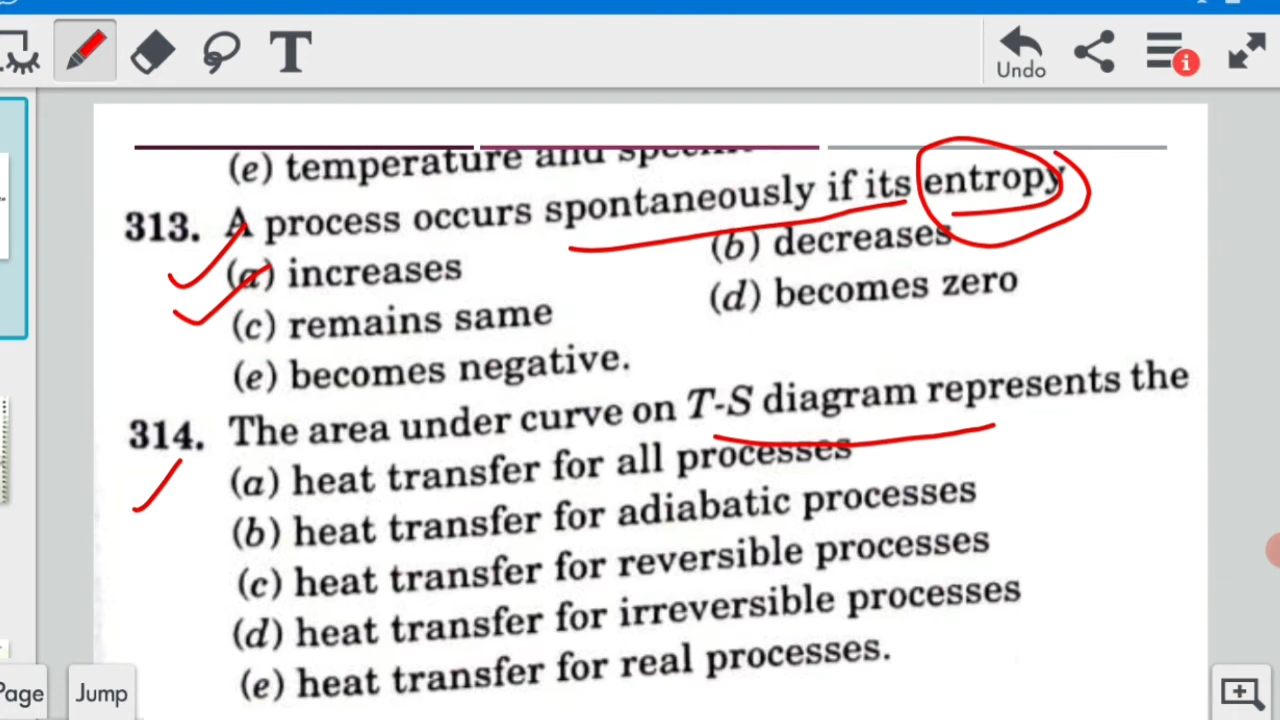 T
Undo
i
(e) temperature and
313. A process occurs spontaneously if its entropy
(a) increases (b) decreases
(c) remains same (d) becomes zero
(e) becomes negative.
314. The area under curve on T-S diagram represents the
(a) heat transfer for all processes
(b) heat transfer for adiabatic processes
(c) heat transfer for reversible processes
(d) heat transfer for irreversible processes
(e) heat transfer for real processes.
Page Jump